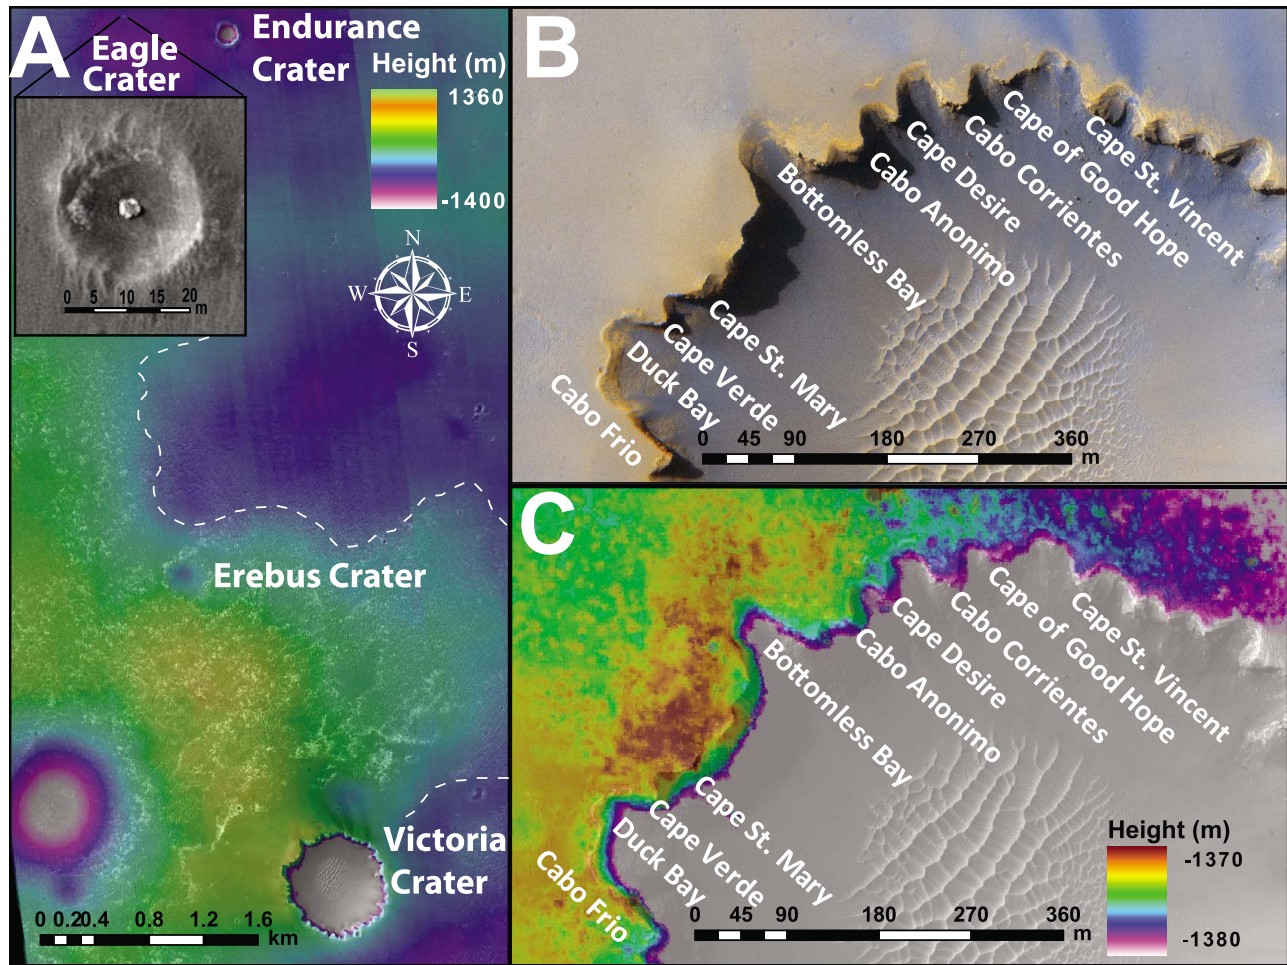 A
Eagle
Crater
Endurance
Crater
Height (m)
1360
-1400
0 5 10 15 20
m
N
W E
S
Erebus Crater
Victoria
Crater
0 0.2 0.4 0.8 1.2 1.6
km
B
Cabo Frio
Duck Bay
Cape Verde
Cape St. Mary
Bottomless Bay
Cabo Anonimo
Cape Desire
Cabo Corrientes
Cape of Good Hope
Cape St. Vincent
0 45 90 180 270 360
m
C
Cabo Frio
Duck Bay
Cape Verde
Cape St. Mary
Bottomless Bay
Cabo Anonimo
Cape Desire
Cabo Corrientes
Cape of Good Hope
Cape St. Vincent
0 45 90 180 270 360
m
Height (m)
-1370
-1380